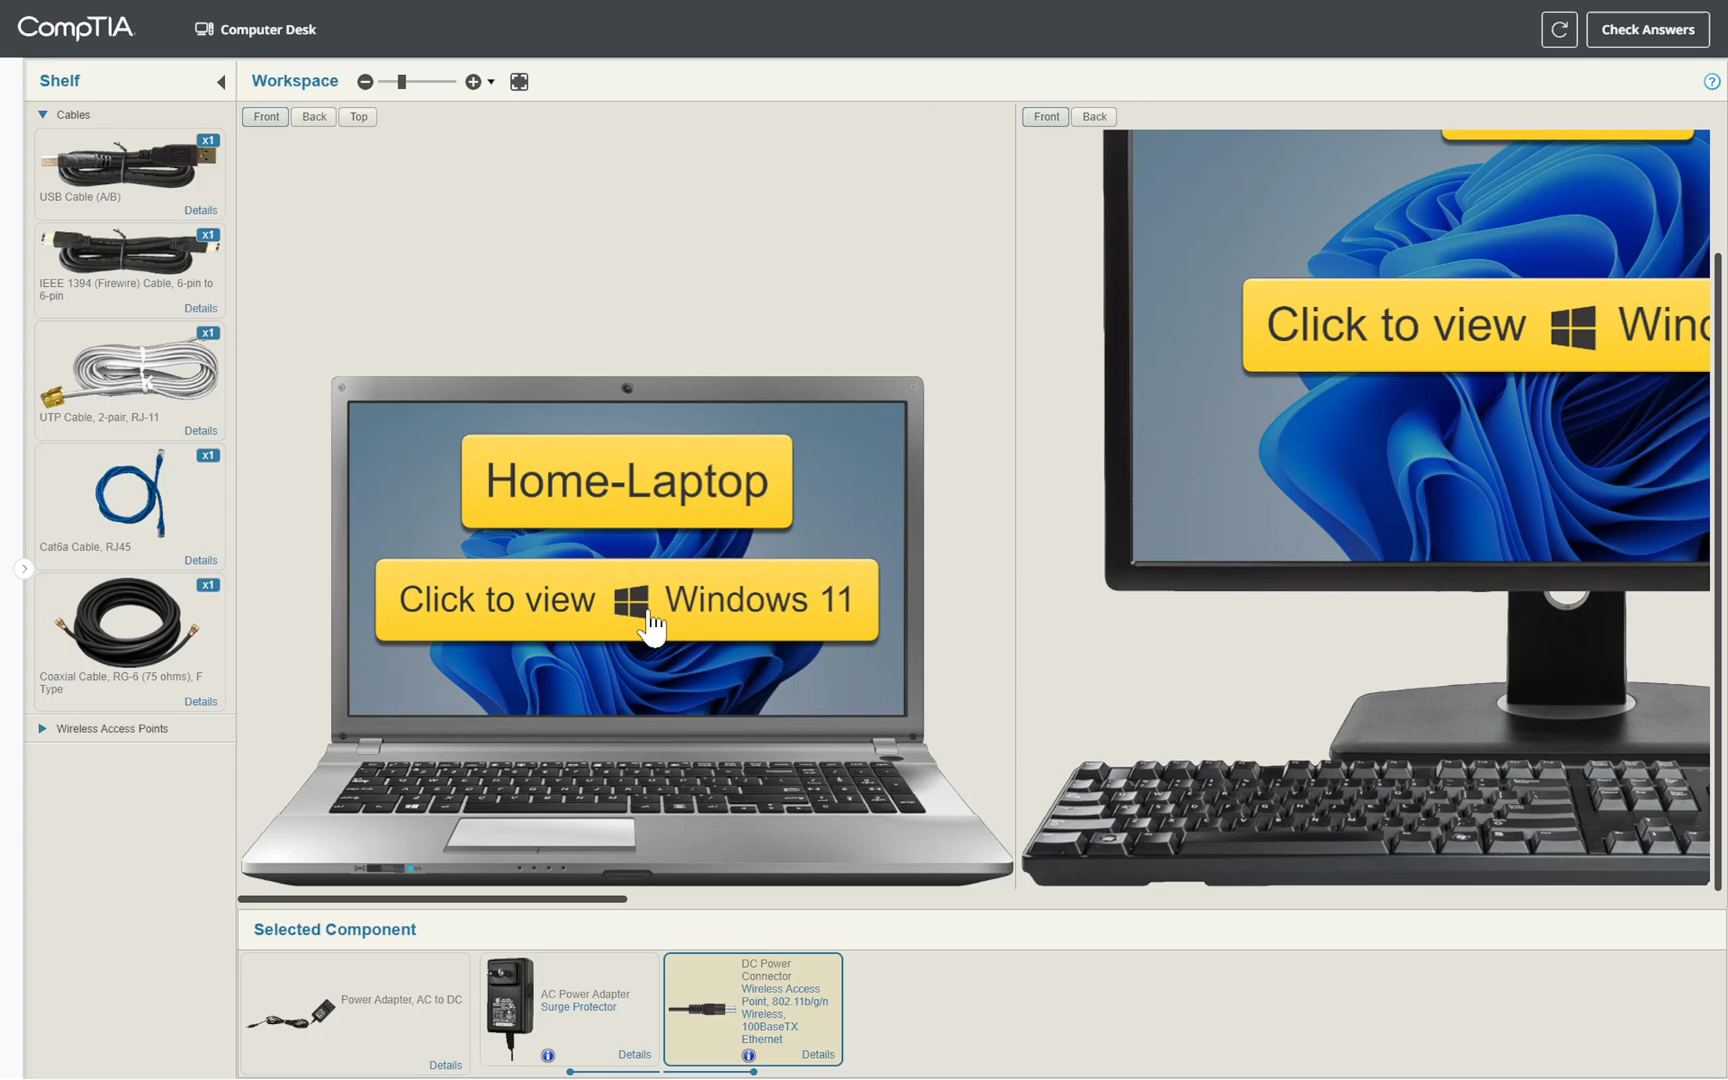 CompTIA
Computer Desk
Check Answers
Shelf
Workspace
?
Cables
Front
Back
Top
Front
Back
x1
USB Cable (A/B)
Details
x1
IEEE 1394 (Firewire) Cable, 6-pin to
6-pin
Details
x1
UTP Cable, 2-pair, RJ-11
Details
x1
Cat6a Cable, RJ45
Details
x1
Coaxial Cable, RG-6 (75 ohms), F
Type
Details
Wireless Access Points
Home-Laptop
Click to view Windows 11
Click to view Wind
Selected Component
Power Adapter, AC to DC
Details
AC Power Adapter
Surge Protector
Details
DC Power
Connector
Wireless Access
Point, 802.11b/g/n
Wireless,
100BaseTX
Ethernet
Details